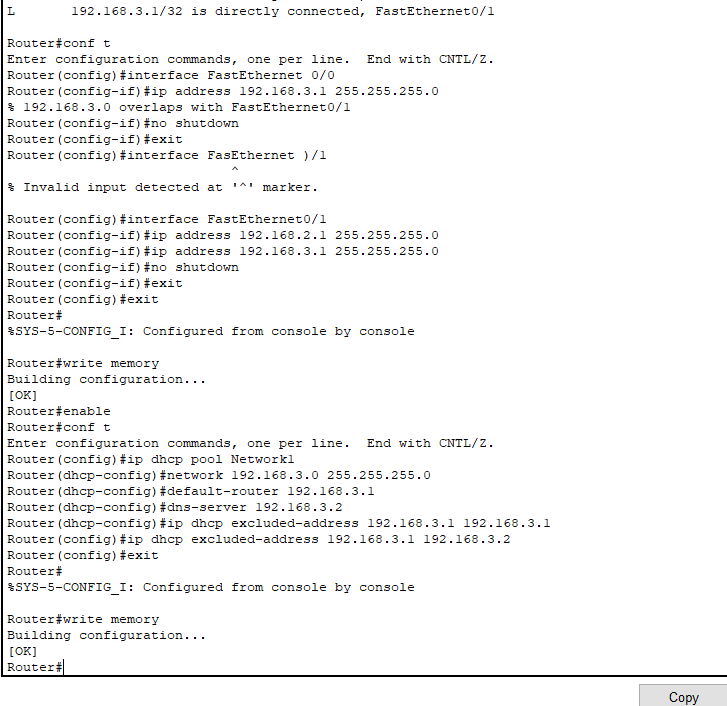 L       192.168.3.1/32 is directly connected, FastEthernet0/1
Router#conf t
Enter configuration commands, one per line.  End with CNTL/Z.
Router(config)#interface FastEthernet 0/0
Router(config-if)#ip address 192.168.3.1 255.255.255.0
% 192.168.3.0 overlaps with FastEthernet0/1
Router(config-if)#no shutdown
Router(config-if)#exit
Router(config)#interface FasEthernet )/1
^
% Invalid input detected at '^' marker.
Router(config)#interface FastEthernet0/1
Router(config-if)#ip address 192.168.2.1 255.255.255.0
Router(config-if)#ip address 192.168.3.1 255.255.255.0
Router(config-if)#no shutdown
Router(config-if)#exit
Router(config)#exit
Router#
%SYS-5-CONFIG_I: Configured from console by console
Router#write memory
Building configuration...
[OK]
Router#enable
Router#conf t
Enter configuration commands, one per line.  End with CNTL/Z.
Router(config)#ip dhcp pool Network1
Router(dhcp-config)#network 192.168.3.0 255.255.255.0
Router(dhcp-config)#default-router 192.168.3.1
Router(dhcp-config)#dns-server 192.168.3.2
Router(dhcp-config)#ip dhcp excluded-address 192.168.3.1 192.168.3.1
Router(config)#ip dhcp excluded-address 192.168.3.1 192.168.3.2
Router(config)#exit
Router#
%SYS-5-CONFIG_I: Configured from console by console
Router#write memory
Building configuration...
[OK]
Router#
Copy